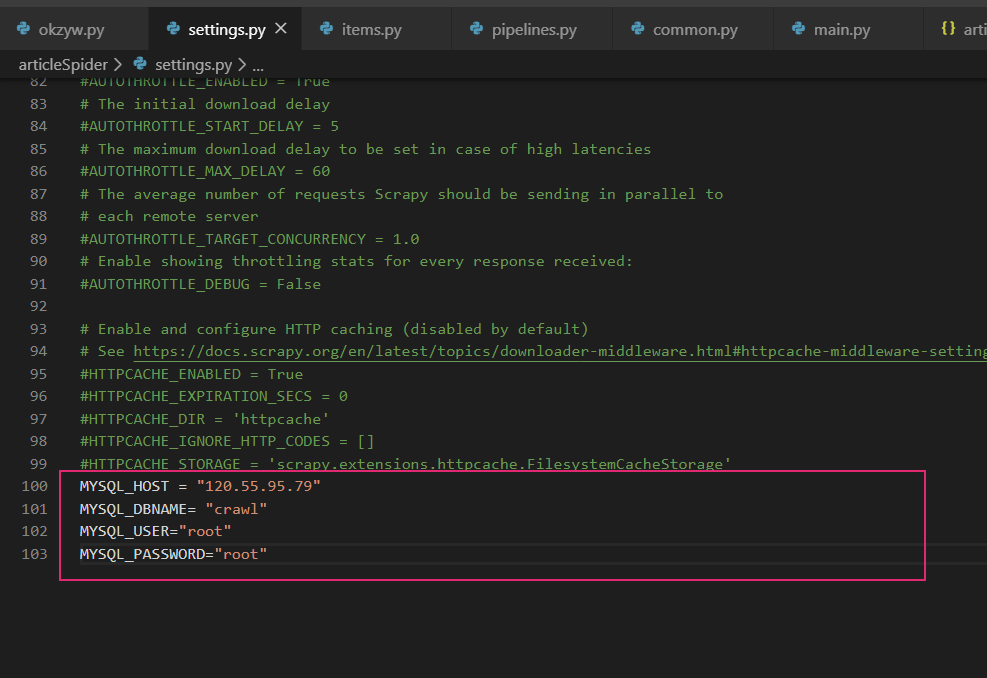 okzyw.py settings.py items.py pipelines.py common.py main.py {} arti
articleSpider > settings.py > ...
82 #AUTOTHROTTLE_ENABLED = True
83 # The initial download delay
84 #AUTOTHROTTLE_START_DELAY = 5
85 # The maximum download delay to be set in case of high latencies
86 #AUTOTHROTTLE_MAX_DELAY = 60
87 # The average number of requests Scrapy should be sending in parallel to
88 # each remote server
89 #AUTOTHROTTLE_TARGET_CONCURRENCY = 1.0
90 # Enable showing throttling stats for every response received:
91 #AUTOTHROTTLE_DEBUG = False
92
93 # Enable and configure HTTP caching (disabled by default)
94 # See https://docs.scrapy.org/en/latest/topics/downloader-middleware.html#httpcache-middleware-setting
95 #HTTPCACHE_ENABLED = True
96 #HTTPCACHE_EXPIRATION_SECS = 0
97 #HTTPCACHE_DIR = 'httpcache'
98 #HTTPCACHE_IGNORE_HTTP_CODES = []
99 #HTTPCACHE_STORAGE = 'scrapy.extensions.httpcache.FilesystemCacheStorage'
100 MYSQL_HOST = "120.55.95.79"
101 MYSQL_DBNAME= "crawl"
102 MYSQL_USER="root"
103 MYSQL_PASSWORD="root"